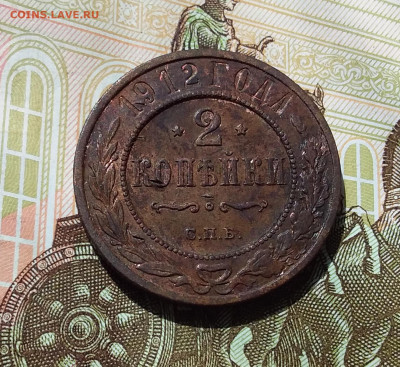 COINS.LAVE.RU
1912 ГОДА
* 2 *
КОПѢЙКИ
С.П.Б.